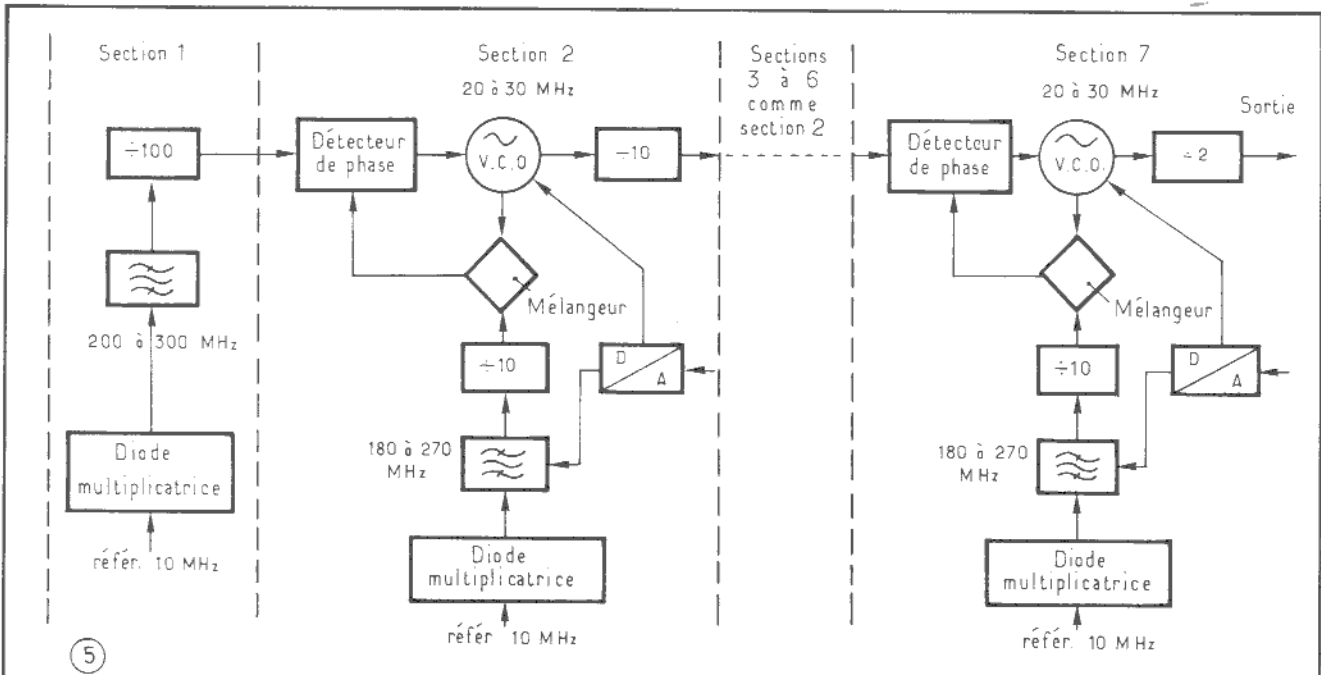 Section 1
÷100
200 à 300 MHz
Diode
multiplicatrice
référ. 10 MHz
Section 2
20 à 30 MHz
Détecteur
de phase
V.C.O
÷10
Mélangeur
÷10
D
A
180 à 270
MHz
Diode
multiplicatrice
référ. 10 MHz
Sections
3 à 6
comme
section 2
Section 7
20 à 30 MHz
Sortie
Détecteur
de phase
V.C.O.
÷2
Mélangeur
÷10
D
A
180 à 270
MHz
Diode
multiplicatrice
référ. 10 MHz
5